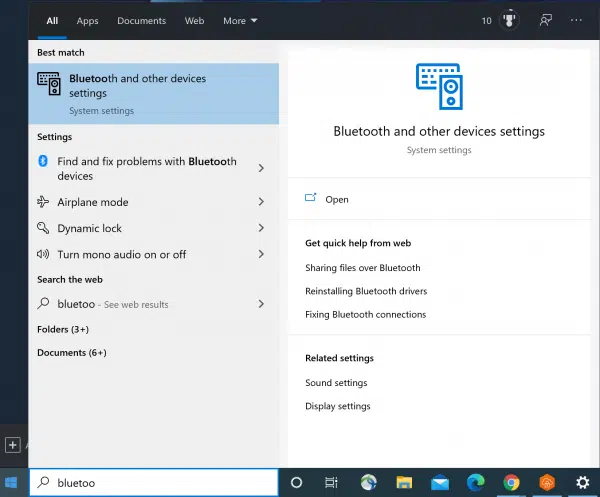 All Apps Documents Web More 10
Best match
Bluetooth and other devices
settings
System settings
Settings
Find and fix problems with Bluetooth
devices
Airplane mode
Dynamic lock
Turn mono audio on or off
Search the web
bluetoo - See web results
Folders (3+)
Documents (6+)
Bluetooth and other devices settings
System settings
Open
Get quick help from web
Sharing files over Bluetooth
Reinstalling Bluetooth drivers
Fixing Bluetooth connections
Related settings
Sound settings
Display settings
bluetoo